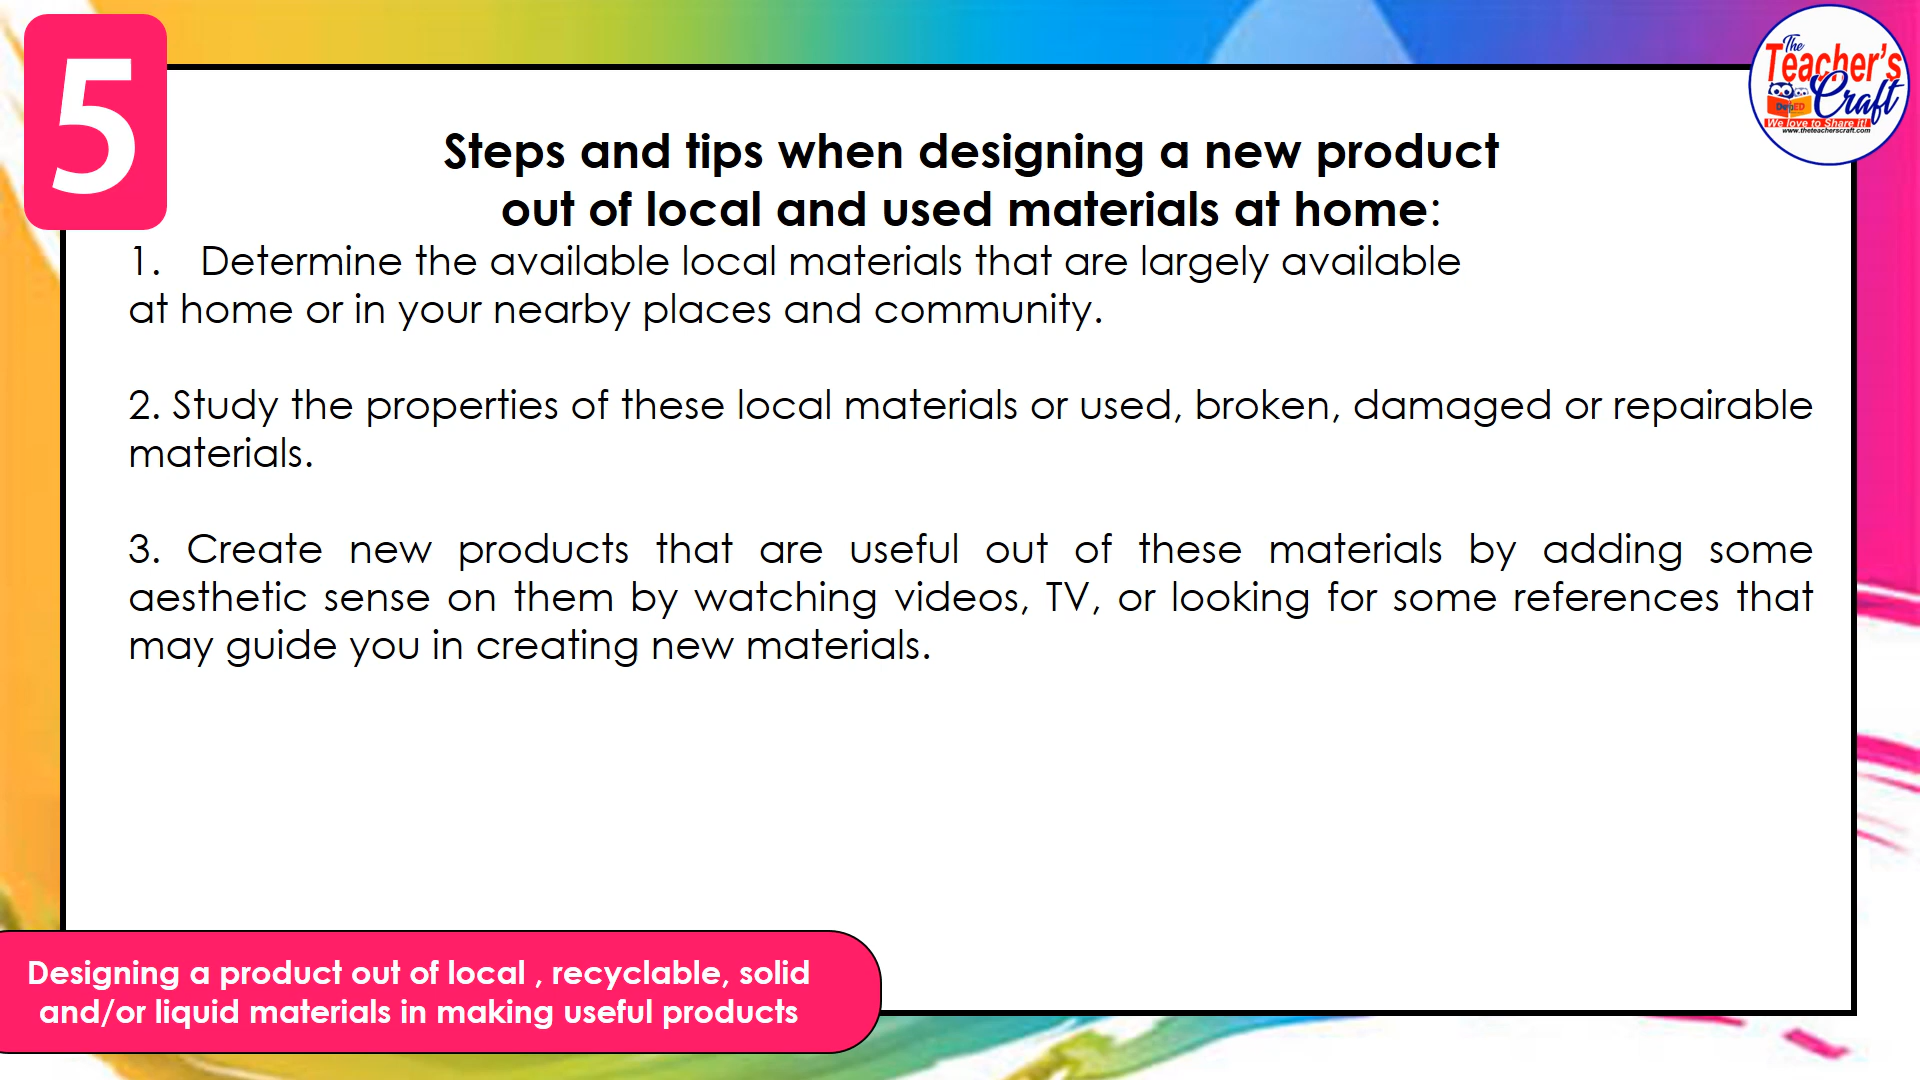 5
The
Teacher's
Craft
DepED
We love to Share It!
www.theteacherscraft.com
Steps and tips when designing a new product
out of local and used materials at home:
1. Determine the available local materials that are largely available
at home or in your nearby places and community.
2. Study the properties of these local materials or used, broken, damaged or repairable
materials.
3. Create new products that are useful out of these materials by adding some
aesthetic sense on them by watching videos, TV, or looking for some references that
may guide you in creating new materials.
Designing a product out of local , recyclable, solid
and/or liquid materials in making useful products